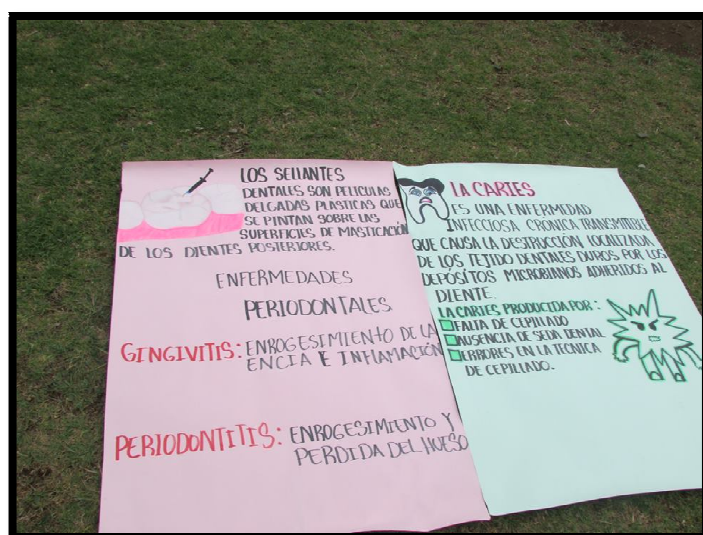 LOS SELLANTES
DENTALES SON PELICULAS
DELGADAS PLASTICAS QUE
SE PINTAN SOBRE LAS
SUPERFICIES DE MASTICACIÓN
DE LOS DIENTES POSTERIORES.
ENFERMEDADES
PERIODONTALES
GINGIVITIS: ENROGESIMIENTO DE LA
ENCIA E INFLAMACIÓN
PERIODONTITIS: ENROGESIMIENTO Y
PERDIDA DEL HUESO
LA CARIES
ES UNA ENFERMEDAD
INFECCIOSA CRONICA TRANSMITIBLE
QUE CAUSA LA DESTRUCCIÓN LOCALIZADA
DE LOS TEJIDO DENTALES DUROS POR LOS
DEPÓSITOS MICROBIANOS ADHERIDOS AL
DIENTE.
LA CARIES PRODUCIDA POR:
FALTA DE CEPILLADO
AUSENCIA DE SEDA DENTAL
ERRORES EN LA TECNICA
DE CEPILLADO.